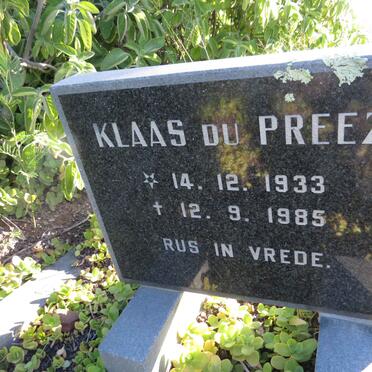 KLAAS DU PREEZ
☆ 14. 12. 1933
✝ 12. 9. 1985
RUS IN VREDE.